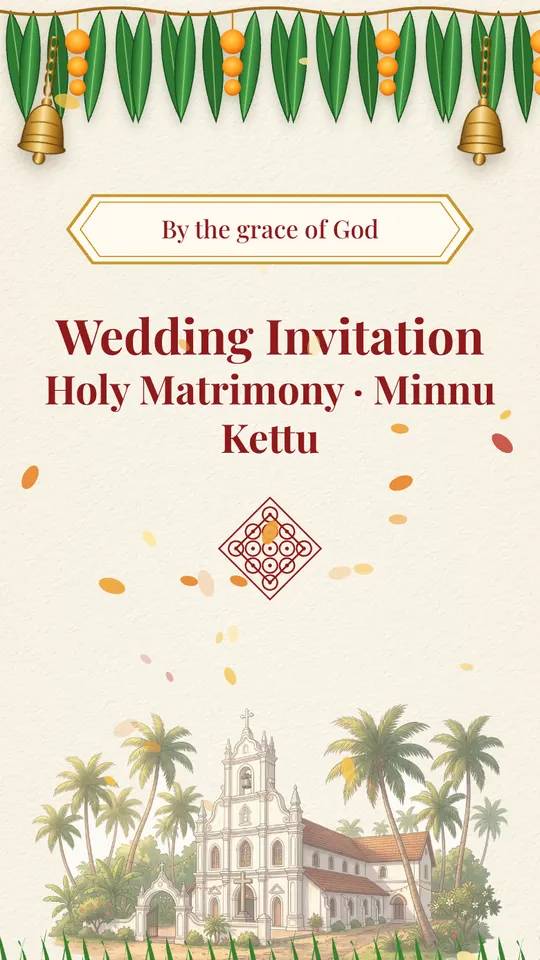 By the grace of God
Wedding Invitation
Holy Matrimony · Minnu
Kettu